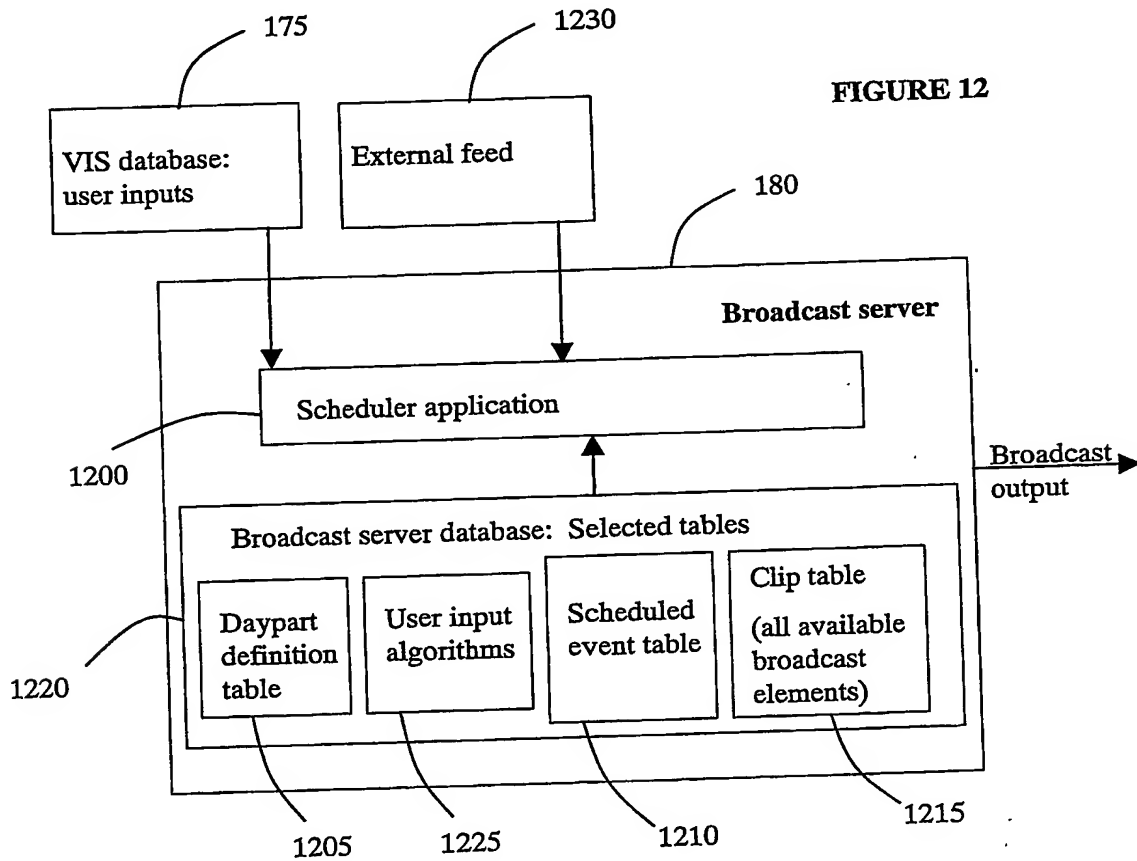 175
1230
FIGURE 12
VIS database:
user inputs
External feed
180
Broadcast server
Scheduler application
1200
Broadcast
output
Broadcast server database: Selected tables
Daypart
definition
table
User input
algorithms
Scheduled
event table
Clip table
(all available
broadcast
elements)
1220
1205
1225
1210
1215